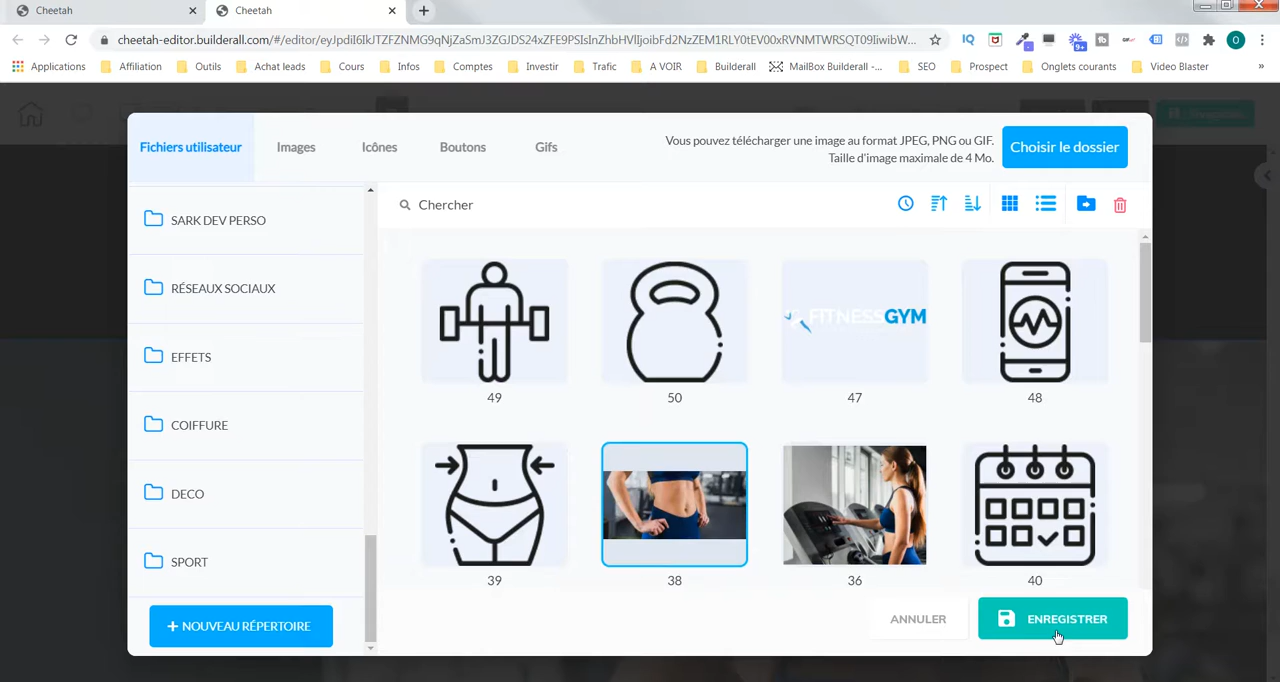 Cheetah
Cheetah
cheetah-editor.builderall.com/#/editor/eyJpdiI6IkJTZFZNMG9qNjZaSmJ3ZGJDS24xZFE9PSIsInZhbHVlIjoibFd2NzZEM1RLY0tEV00xRVNMTWRSQT09IiwibW...
Applications
Affiliation
Outils
Achat leads
Cours
Infos
Comptes
Investir
Trafic
A VOIR
Builderall
MailBox Builderall -...
SEO
Prospect
Onglets courants
Video Blaster
»
Fichiers utilisateur
Images
Icônes
Boutons
Gifs
Vous pouvez télécharger une image au format JPEG, PNG ou GIF.
Taille d'image maximale de 4 Mo.
Choisir le dossier
Chercher
SARK DEV PERSO
RÉSEAUX SOCIAUX
EFFETS
COIFFURE
DECO
SPORT
+ NOUVEAU RÉPERTOIRE
FITNESSGYM
49
50
47
48
39
38
36
40
ANNULER
ENREGISTRER